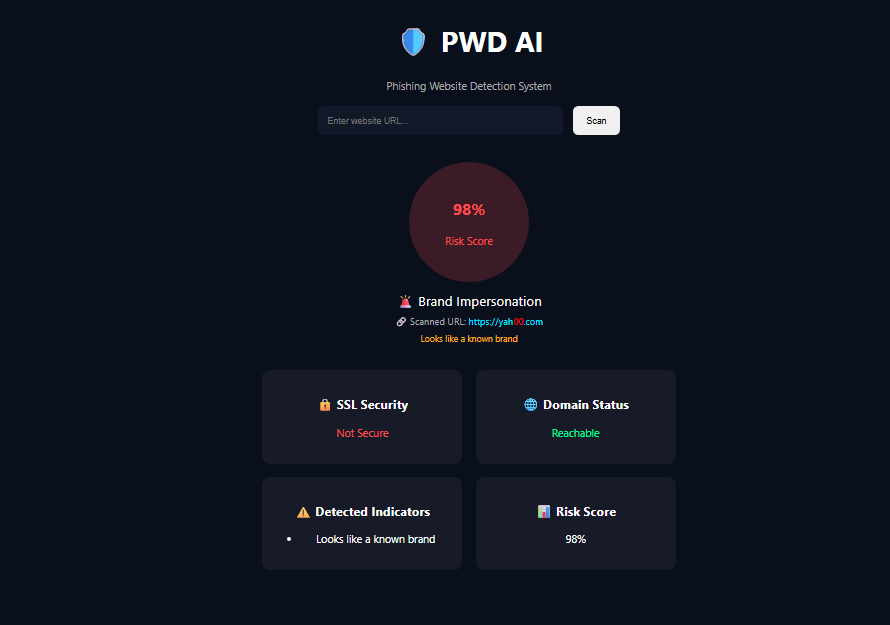 PWD AI
Phishing Website Detection System
Enter website URL...
Scan
98%
Risk Score
Brand Impersonation
Scanned URL: https://yah00.com
Looks like a known brand
SSL Security
Not Secure
Domain Status
Reachable
Detected Indicators
• Looks like a known brand
Risk Score
98%